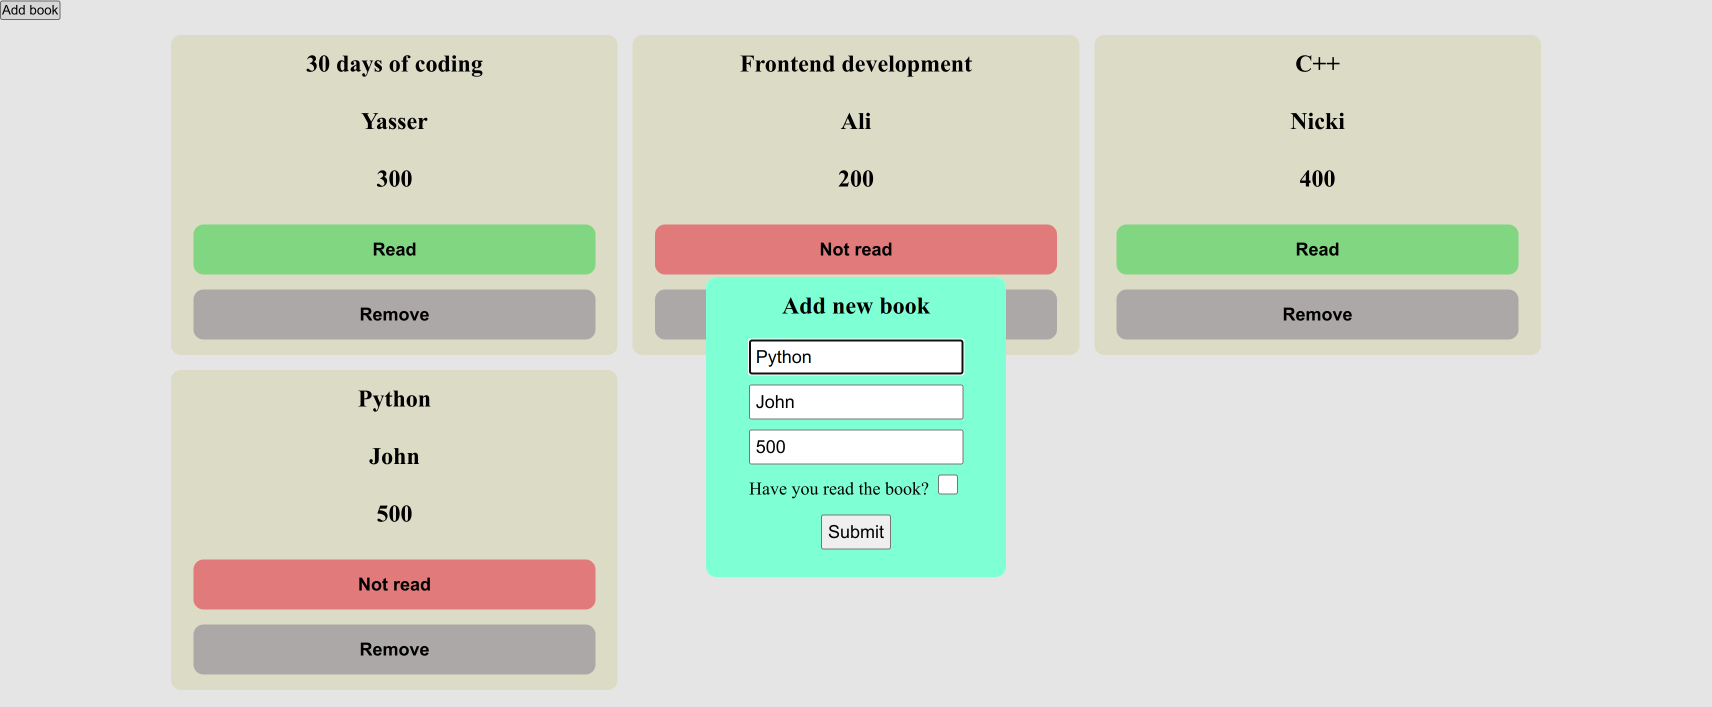 Add book
30 days of coding
Yasser
300
Read
Remove
Frontend development
Ali
200
Not read
C++
Nicki
400
Read
Remove
Python
John
500
Not read
Remove
Add new book
Python
John
500
Have you read the book?
Submit